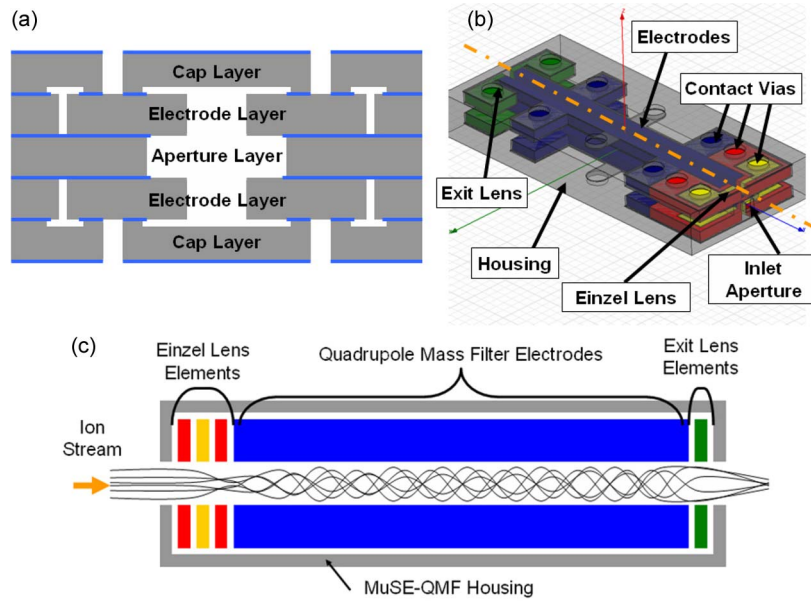 (a)
Cap Layer
Electrode Layer
Aperture Layer
Electrode Layer
Cap Layer
(b)
Electrodes
Contact Vias
Exit Lens
Housing
Einzel Lens
Inlet
Aperture
(c)
Einzel Lens
Elements
Quadrupole Mass Filter Electrodes
Exit Lens
Elements
Ion
Stream
MuSE-QMF Housing